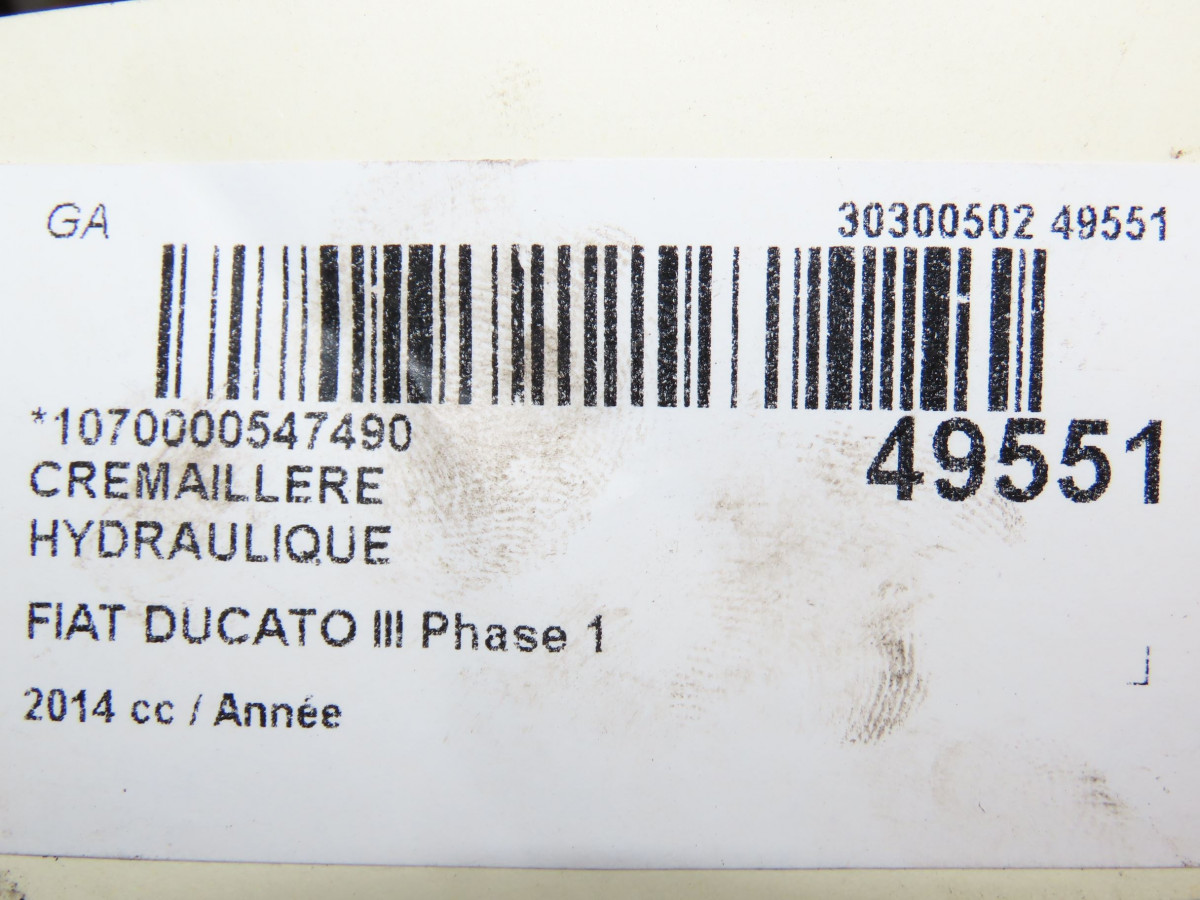 GA
30300502 49551
*1070000547490
49551
CREMAILLERE
HYDRAULIQUE
FIAT DUCATO III Phase 1
2014 cc / Année